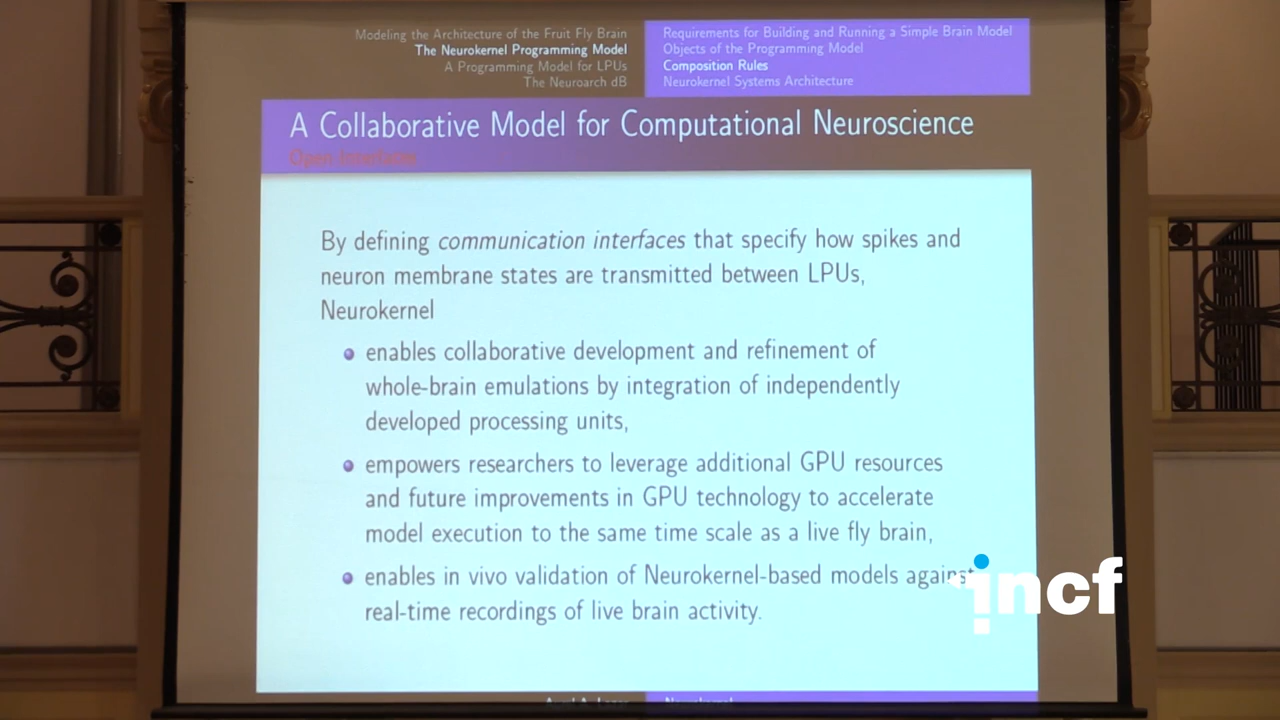 Modeling the Architecture of the Fruit Fly Brain
The Neurokernel Programming Model
A Programming Model for LPUs
The Neuroarch dB
Requirements for Building and Running a Simple Brain Model
Objects of the Programming Model
Composition Rules
Neurokernel Systems Architecture
A Collaborative Model for Computational Neuroscience
Open Interfaces
By defining communication interfaces that specify how spikes and
neuron membrane states are transmitted between LPUs,
Neurokernel
enables collaborative development and refinement of
whole-brain emulations by integration of independently
developed processing units,
empowers researchers to leverage additional GPU resources
and future improvements in GPU technology to accelerate
model execution to the same time scale as a live fly brain,
enables in vivo validation of Neurokernel-based models against
real-time recordings of live brain activity.
incf